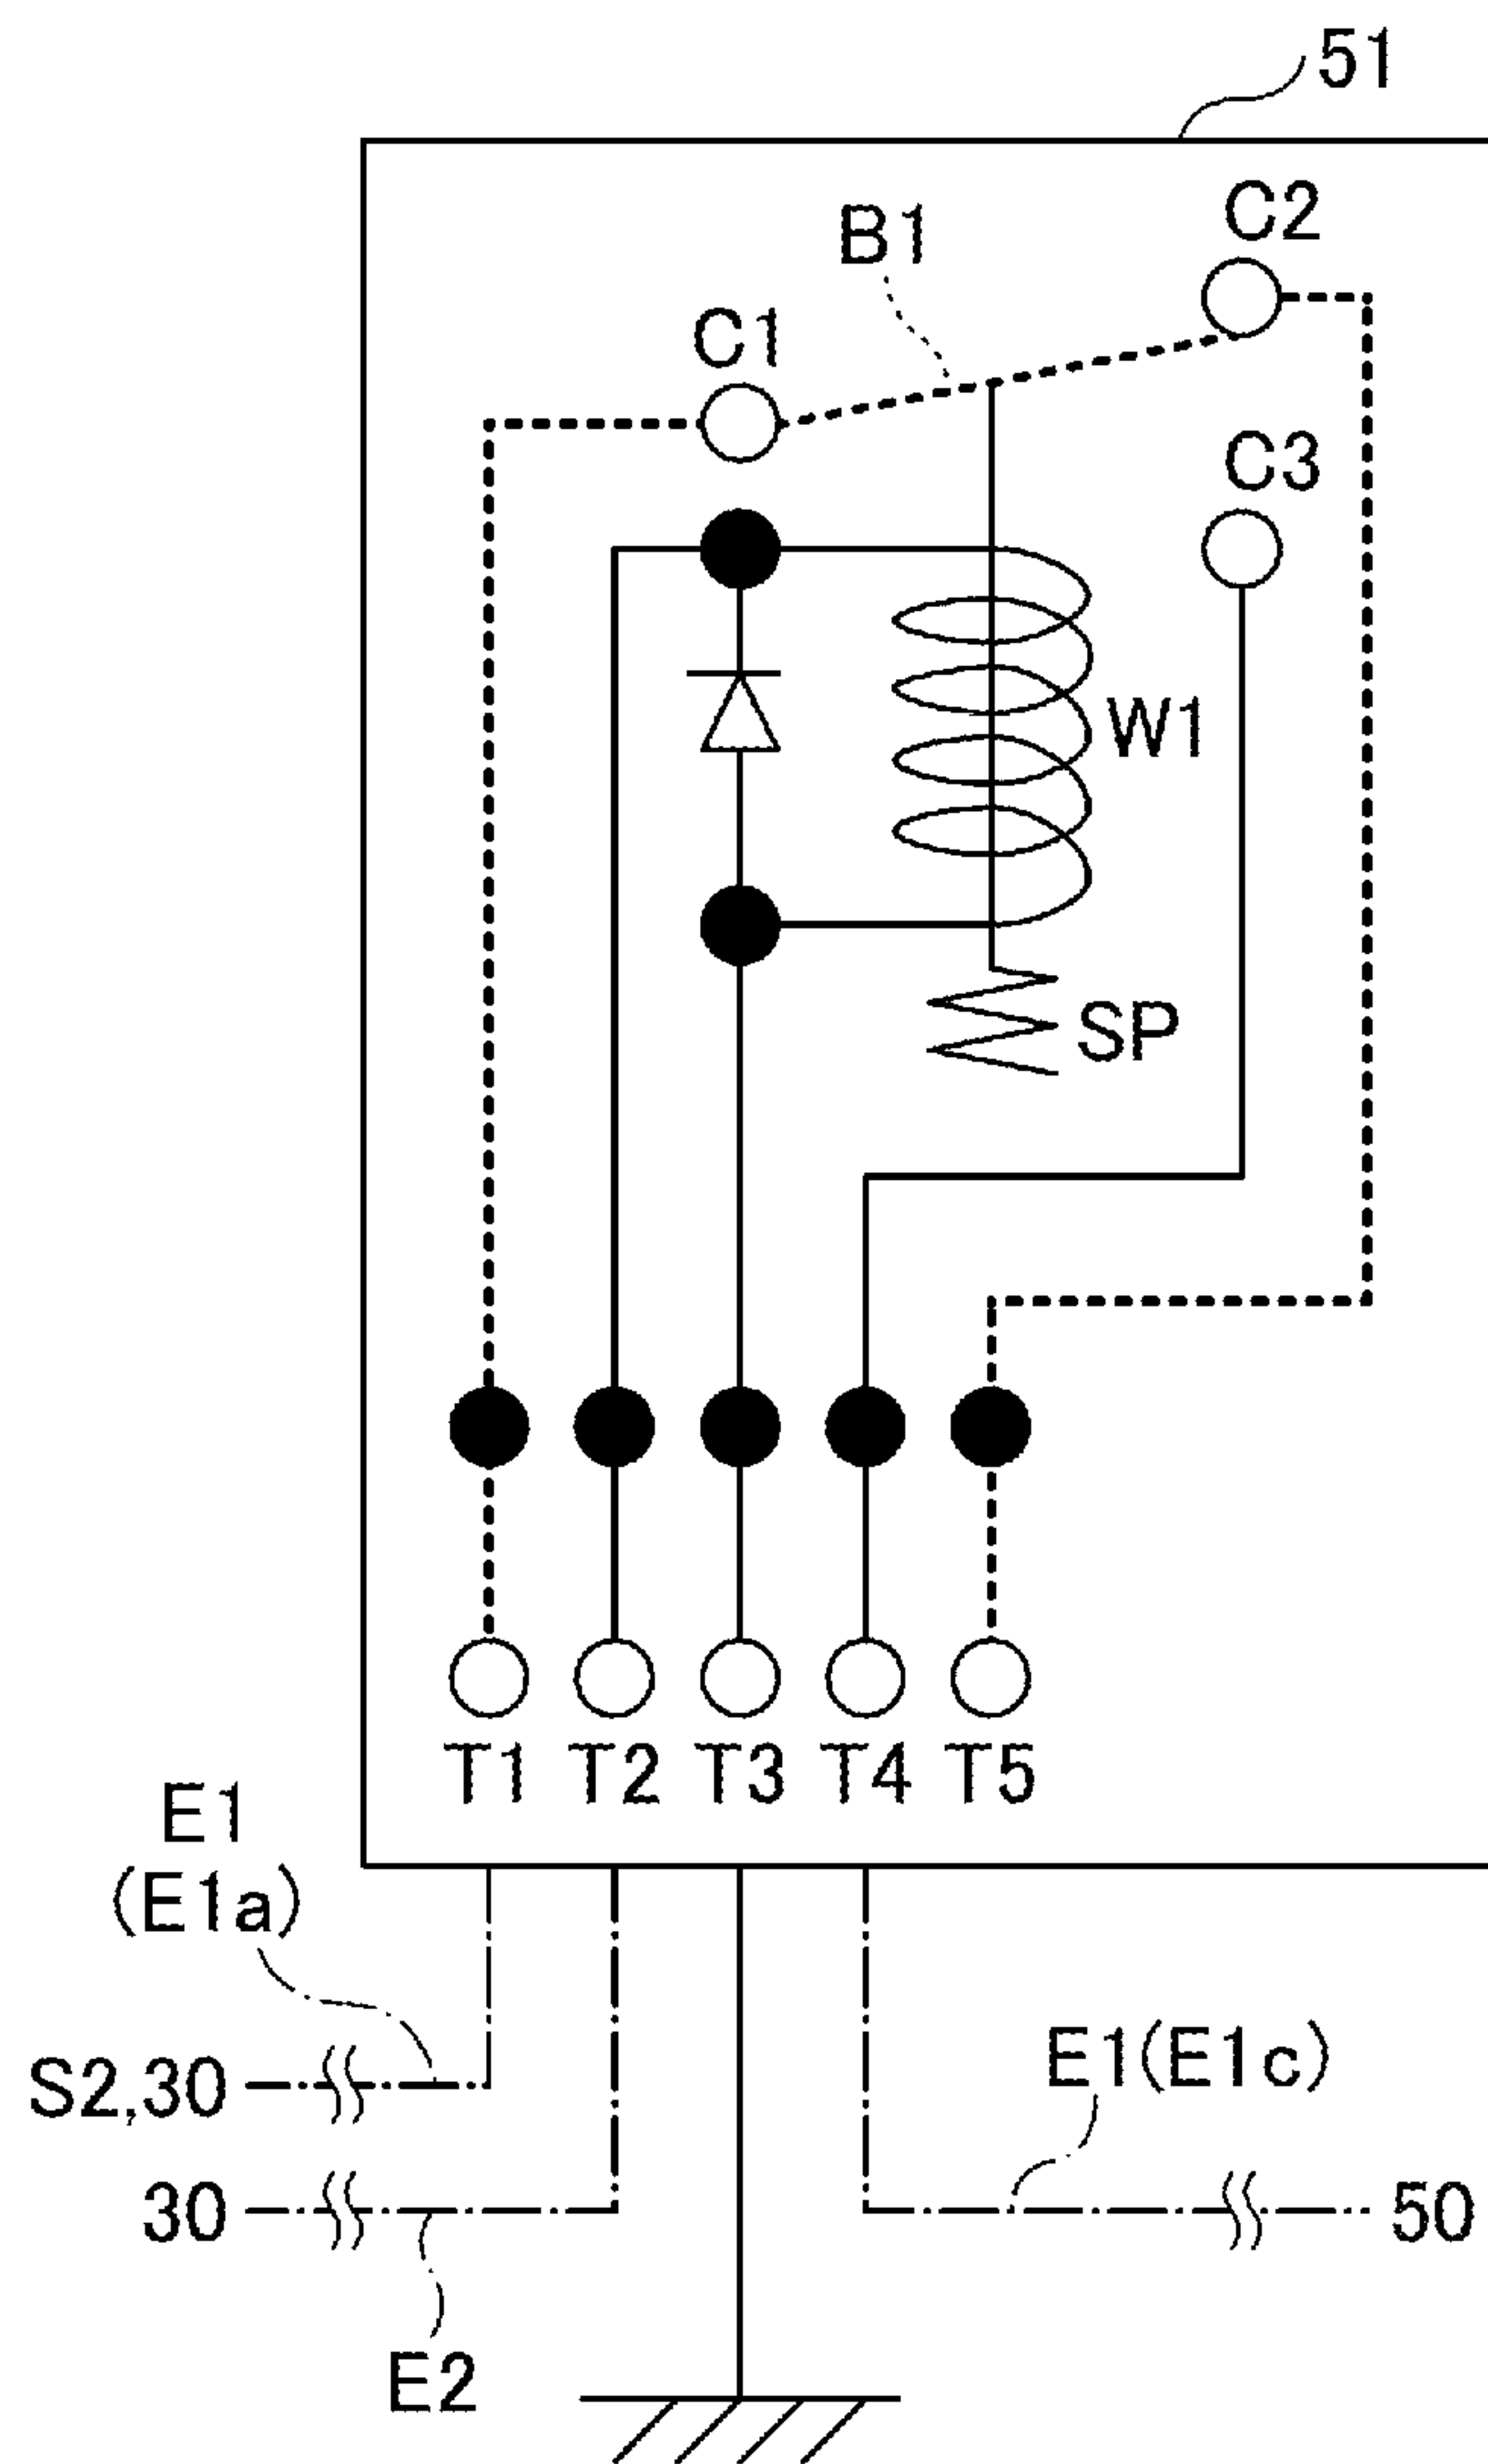 51
C2
B1
C1
C3
W1
SP
T1 T2 T3 T4 T5
E1
(E1a)
E1(E1c)
S2,30
30
50
E2